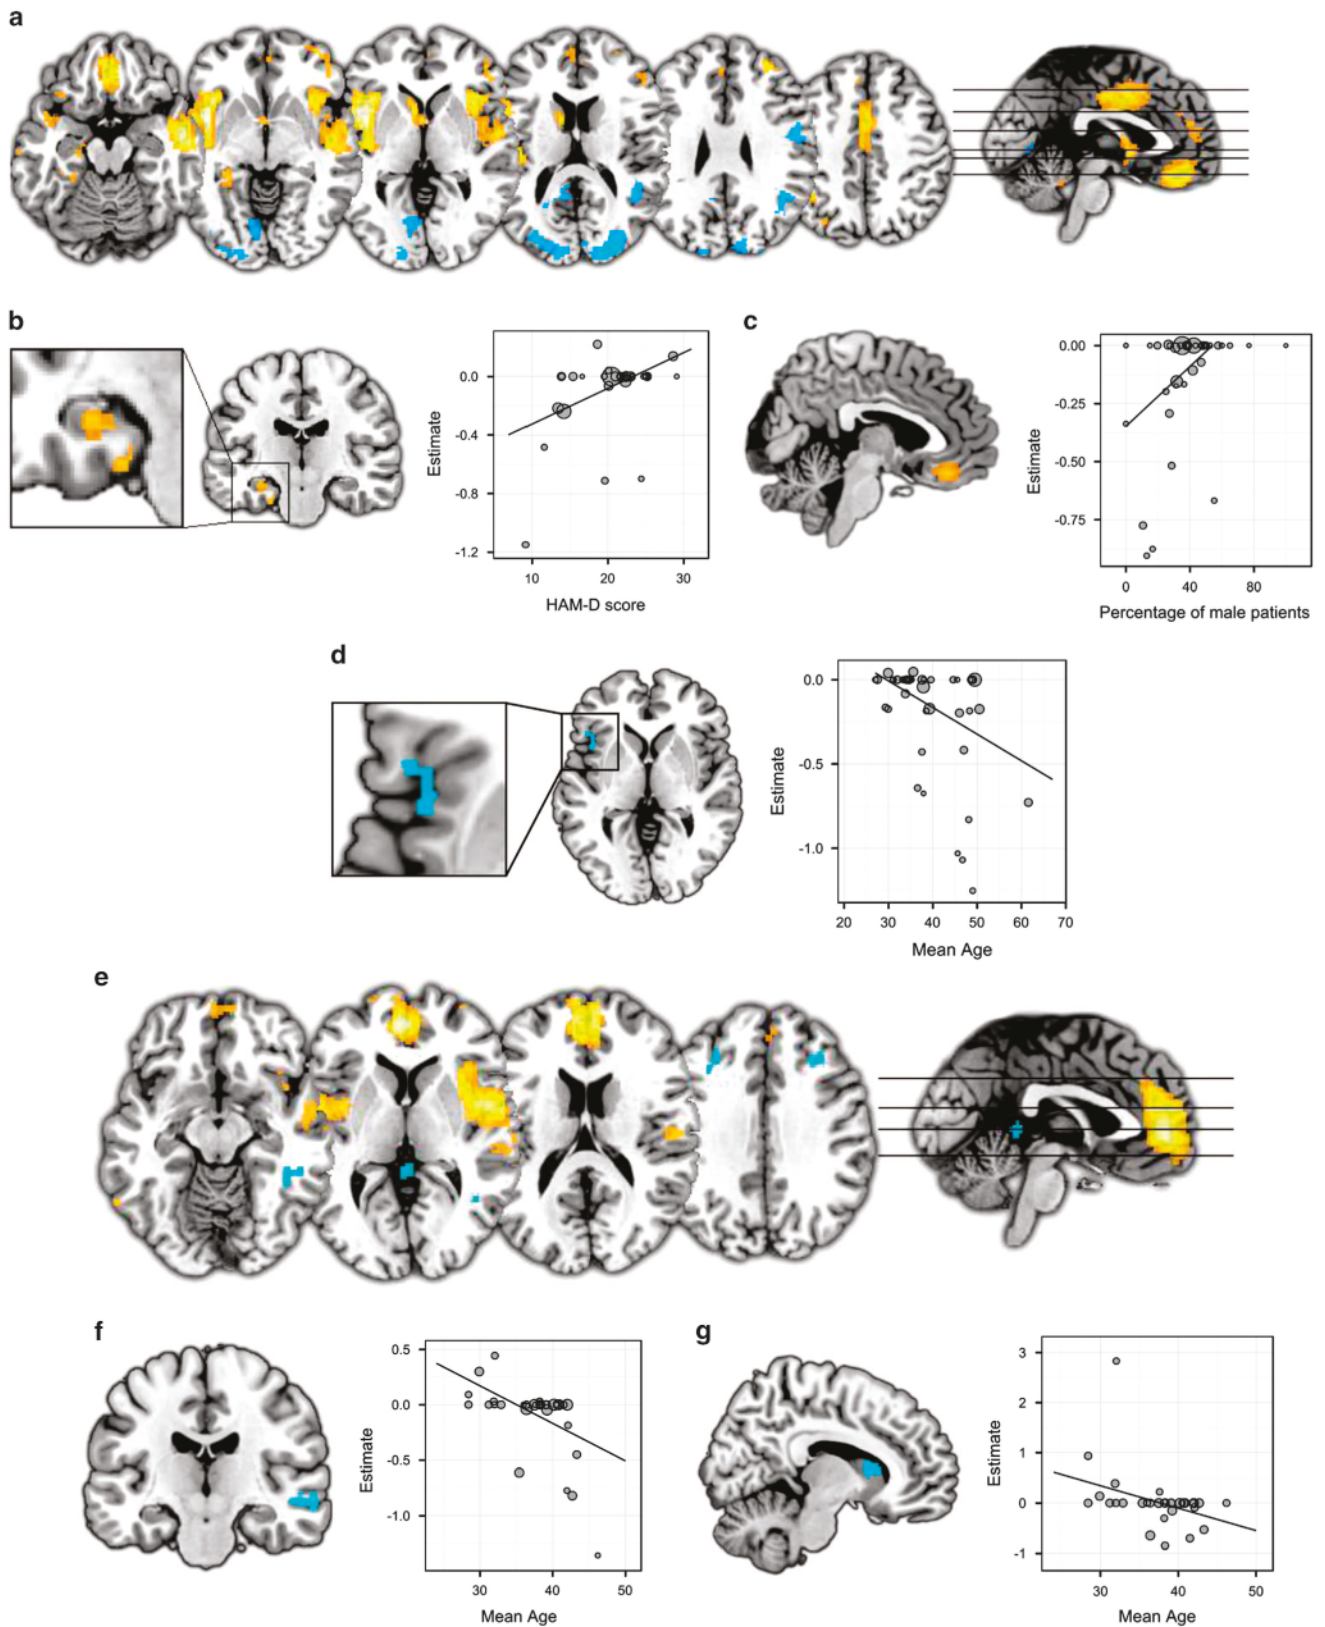 a
b
c
0.0
-0.4
-0.8
-1.2
Estimate
10 20 30
HAM-D score
0.00
-0.25
-0.50
-0.75
Estimate
0 40 80
Percentage of male patients
d
0.0
-0.5
-1.0
Estimate
20 30 40 50 60 70
Mean Age
e
f
0.5
0.0
-0.5
-1.0
Estimate
30 40 50
Mean Age
g
3
2
1
0
-1
Estimate
30 40 50
Mean Age